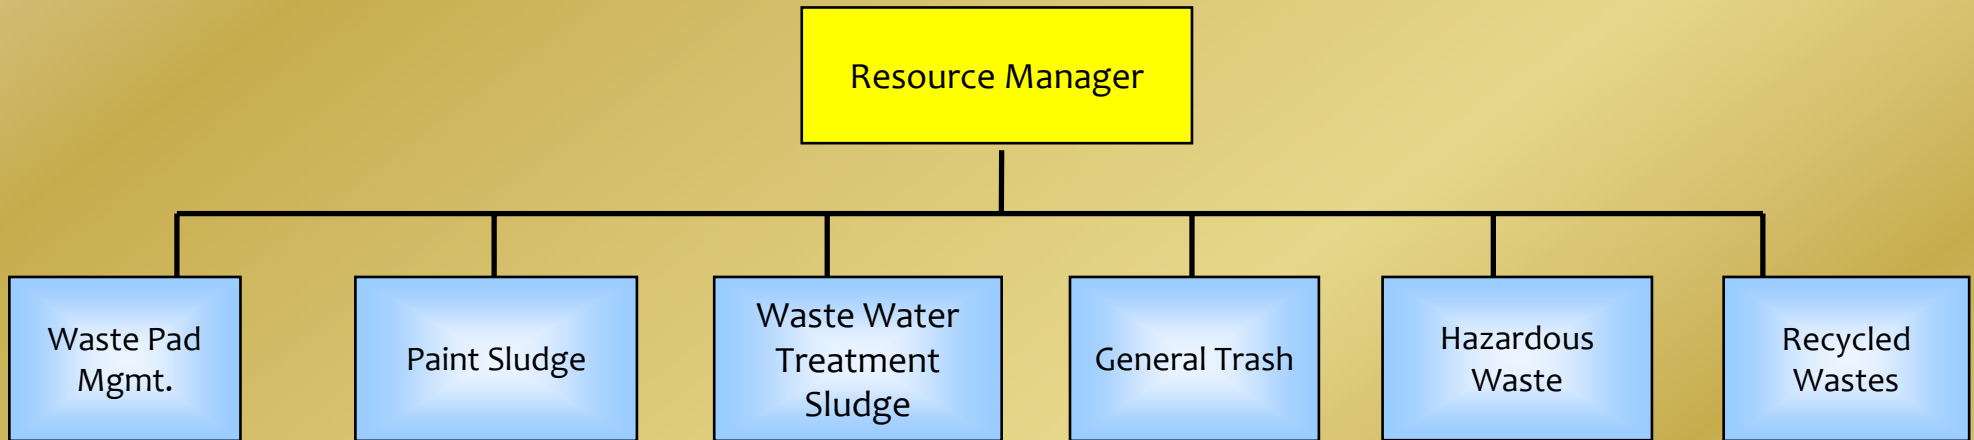 Resource Manager
Waste Pad
Mgmt.
Paint Sludge
Waste Water
Treatment
Sludge
General Trash
Hazardous
Waste
Recycled
Wastes